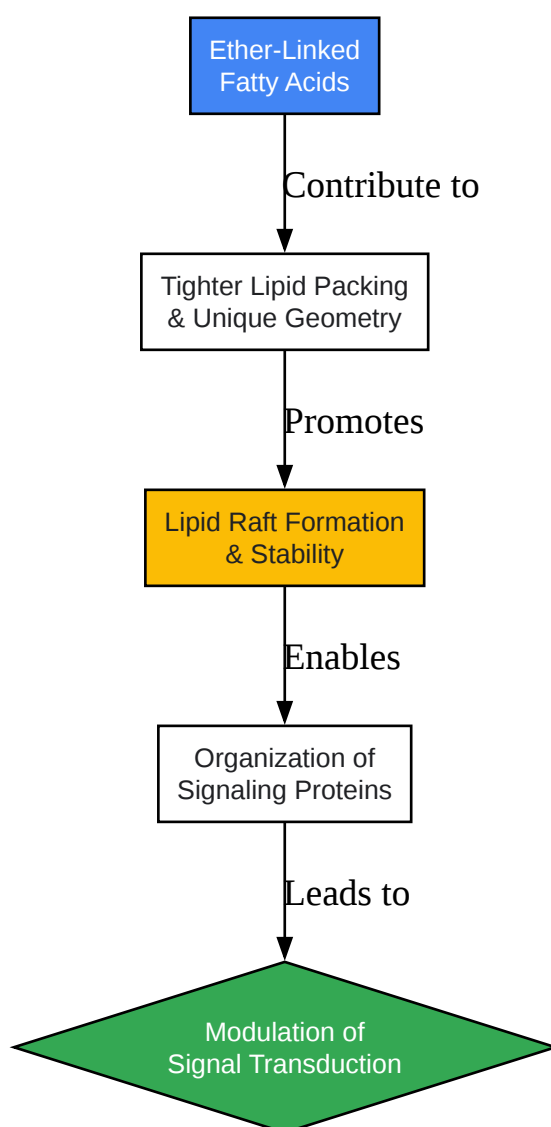 Ether-Linked
Fatty Acids
Contribute to
Tighter Lipid Packing
& Unique Geometry
Promotes
Lipid Raft Formation
& Stability
Enables
Organization of
Signaling Proteins
Leads to
Modulation of
Signal Transduction